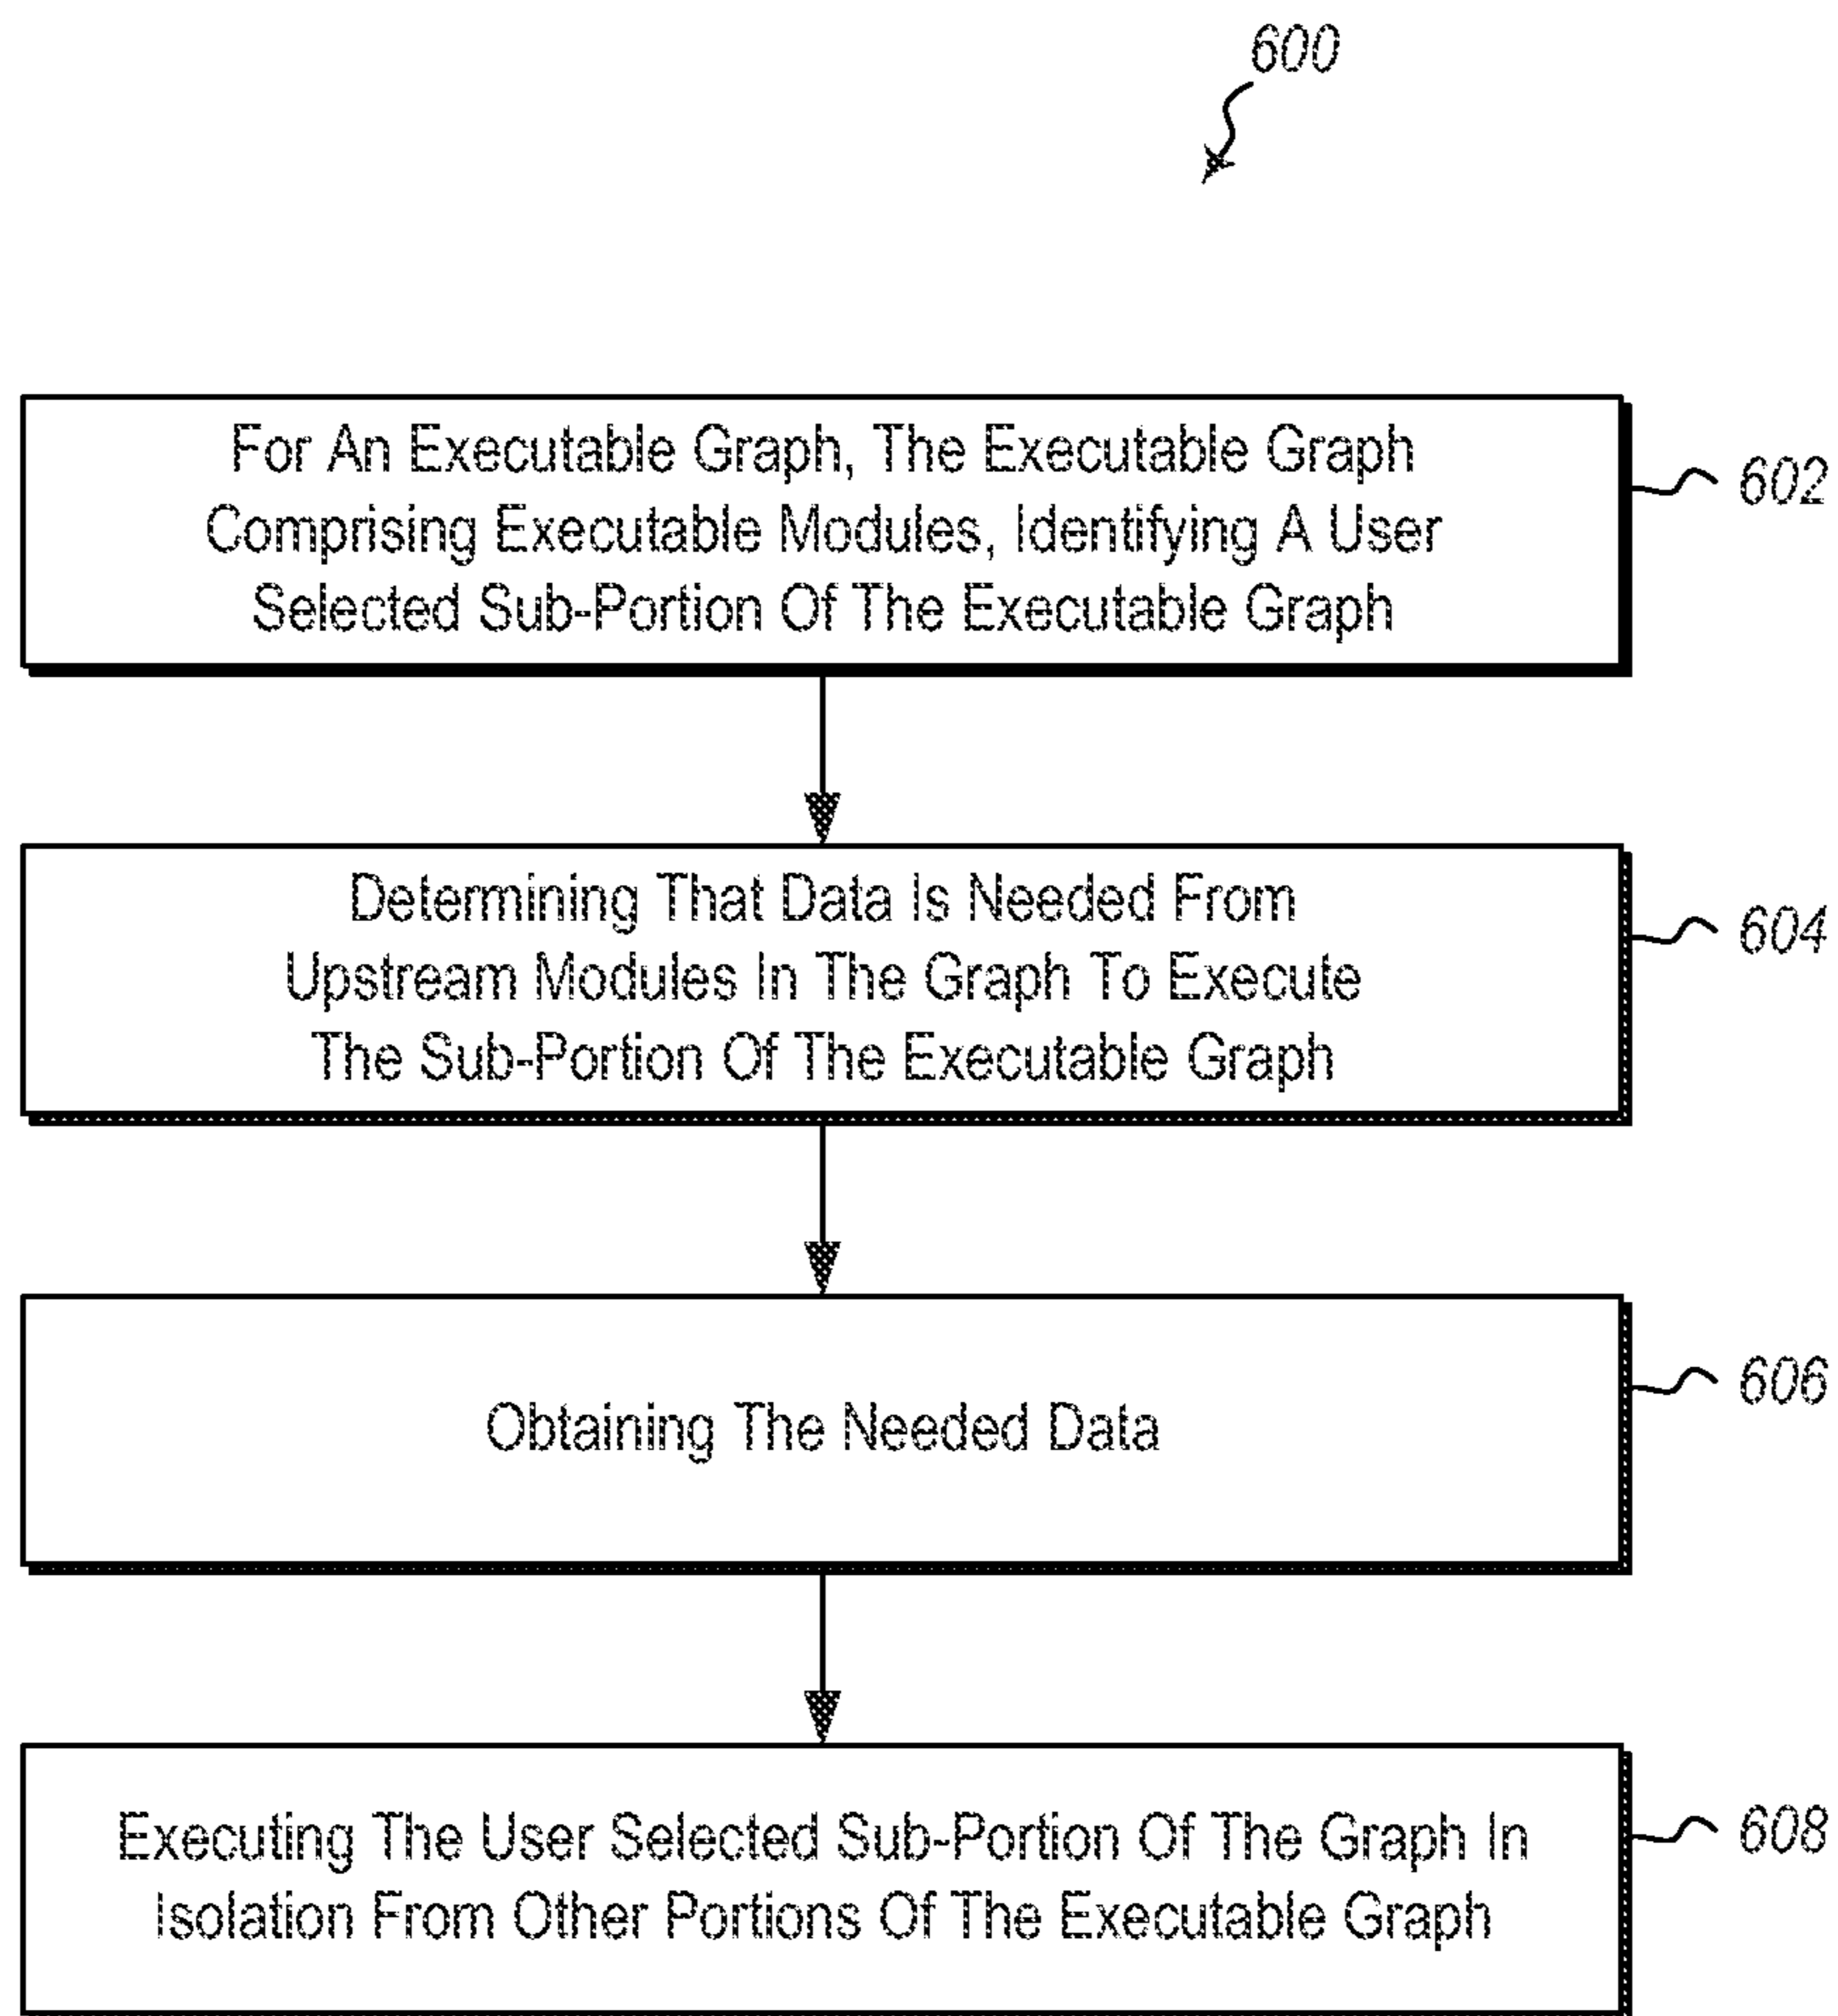 600
For An Executable Graph, The Executable Graph
Comprising Executable Modules, Identifying A User
Selected Sub-Portion Of The Executable Graph
602
Determining That Data Is Needed From
Upstream Modules In The Graph To Execute
The Sub-Portion Of The Executable Graph
604
Obtaining The Needed Data
606
Executing The User Selected Sub-Portion Of The Graph In
Isolation From Other Portions Of The Executable Graph
608